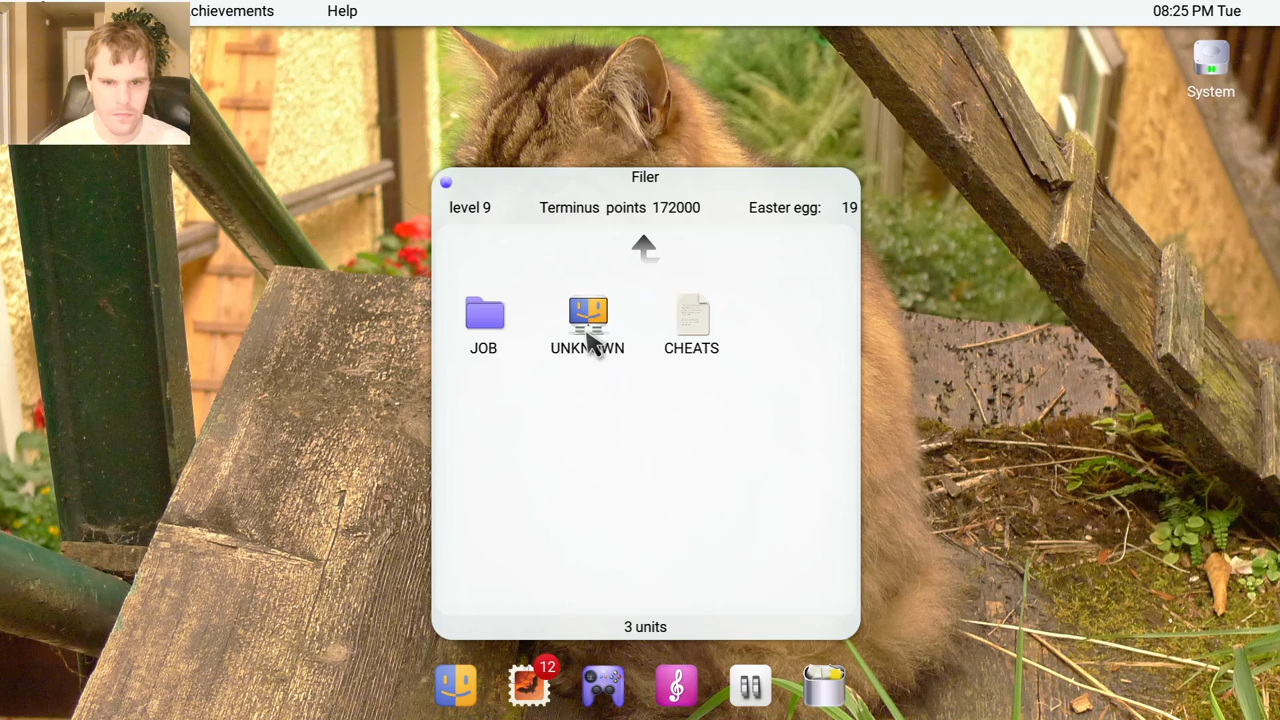 chievements Help 08:25 PM Tue
System
Filer
level 9 Terminus points 172000 Easter egg: 19
JOB UNKNOWN CHEATS
3 units
12